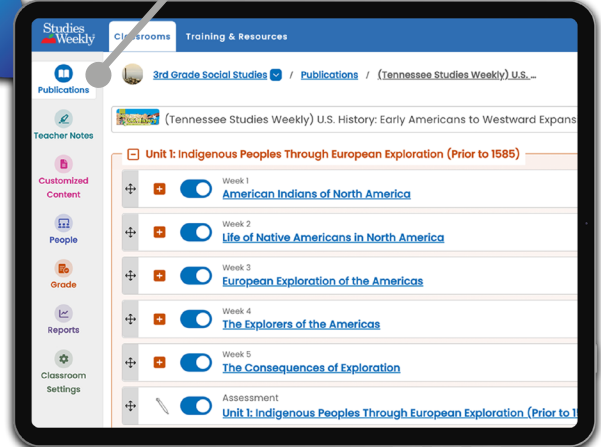 Studies
Weekly
Classrooms
Training & Resources
Publications
3rd Grade Social Studies / Publications / (Tennessee Studies Weekly) U.S. ...
Teacher Notes
(Tennessee Studies Weekly) U.S. History: Early Americans to Westward Expans
Unit 1: Indigenous Peoples Through European Exploration (Prior to 1585)
Customized
Content
Week 1
American Indians of North America
People
Week 2
Life of Native Americans in North America
Grade
Week 3
European Exploration of the Americas
Reports
Week 4
The Explorers of the Americas
Classroom
Settings
Week 5
The Consequences of Exploration
Assessment
Unit 1: Indigenous Peoples Through European Exploration (Prior to 1